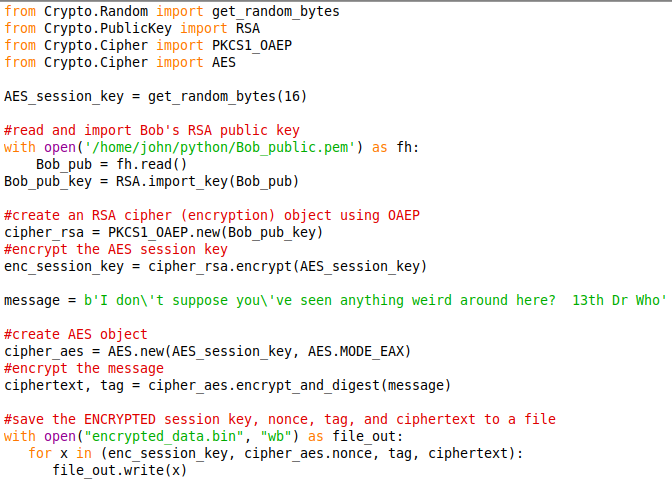 from Crypto.Random import get_random_bytes
from Crypto.PublicKey import RSA
from Crypto.Cipher import PKCS1_OAEP
from Crypto.Cipher import AES

AES_session_key = get_random_bytes(16)

#read and import Bob's RSA public key
with open('/home/john/python/Bob_public.pem') as fh:
    Bob_pub = fh.read()
Bob_pub_key = RSA.import_key(Bob_pub)

#create an RSA cipher (encryption) object using OAEP
cipher_rsa = PKCS1_OAEP.new(Bob_pub_key)
#encrypt the AES session key
enc_session_key = cipher_rsa.encrypt(AES_session_key)

message = b'I don\'t suppose you\'ve seen anything weird around here?  13th Dr Who'

#create AES object
cipher_aes = AES.new(AES_session_key, AES.MODE_EAX)
#encrypt the message
ciphertext, tag = cipher_aes.encrypt_and_digest(message)

#save the ENCRYPTED session key, nonce, tag, and ciphertext to a file
with open("encrypted_data.bin", "wb") as file_out:
   for x in (enc_session_key, cipher_aes.nonce, tag, ciphertext):
      file_out.write(x)